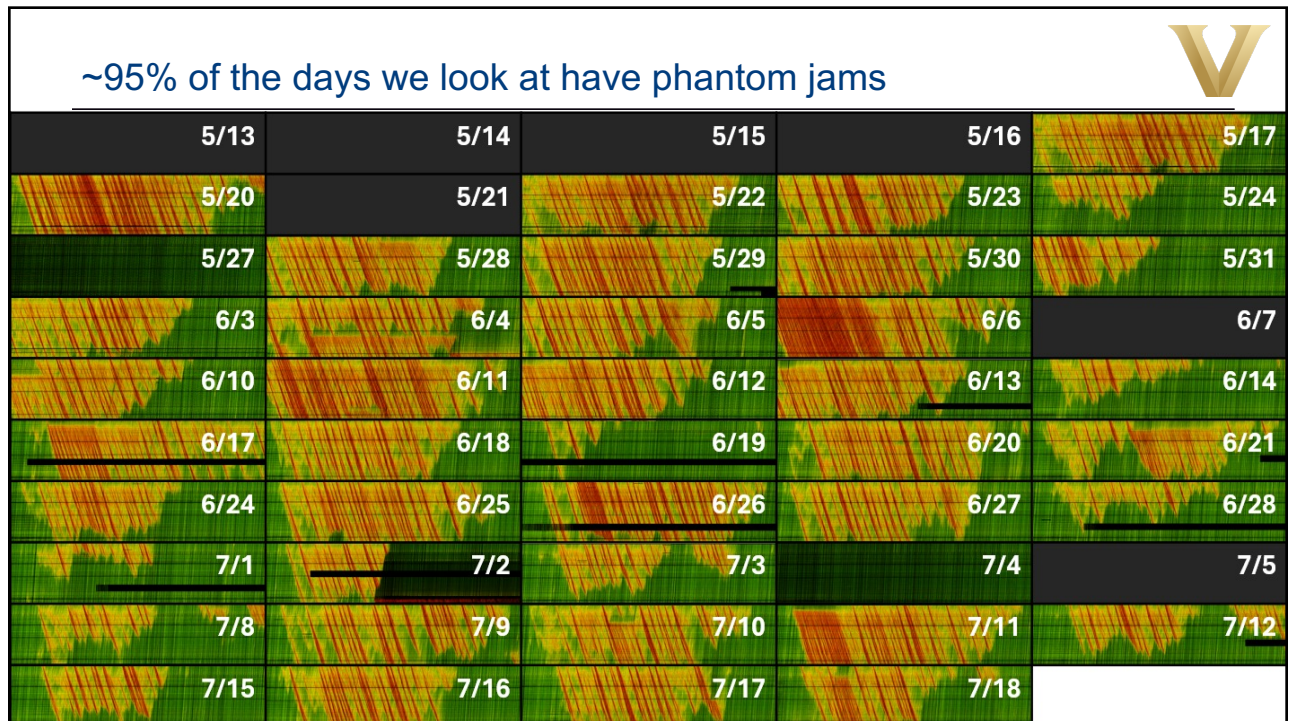 ~95% of the days we look at have phantom jams
5/13 5/14 5/15 5/16 5/17
5/20 5/21 5/22 5/23 5/24
5/27 5/28 5/29 5/30 5/31
6/3 6/4 6/5 6/6 6/7
6/10 6/11 6/12 6/13 6/14
6/17 6/18 6/19 6/20 6/21
6/24 6/25 6/26 6/27 6/28
7/1 7/2 7/3 7/4 7/5
7/8 7/9 7/10 7/11 7/12
7/15 7/16 7/17 7/18